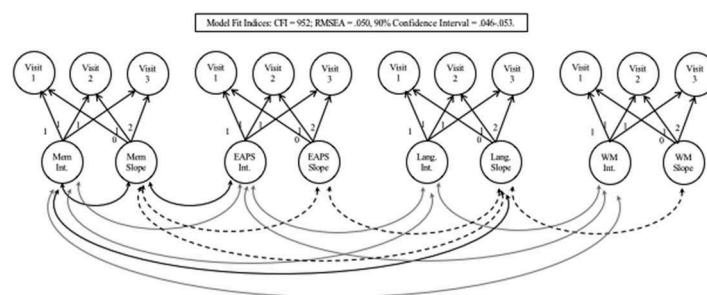 Model Fit Indices: CFI = 952; RMSEA = .050, 90% Confidence Interval = .046-.053.
Visit 1
Visit 2
Visit 3
Visit 1
Visit 2
Visit 3
Visit 1
Visit 2
Visit 3
Visit 1
Visit 2
Visit 3
1 1 1 1 0 2
1 1 1 1 0 2
1 1 1 1 0 2
1 1 1 1 0 2
Mem Int.
Mem Slope
EAPS Int.
EAPS Slope
Lang. Int.
Lang. Slope
WM Int.
WM Slope